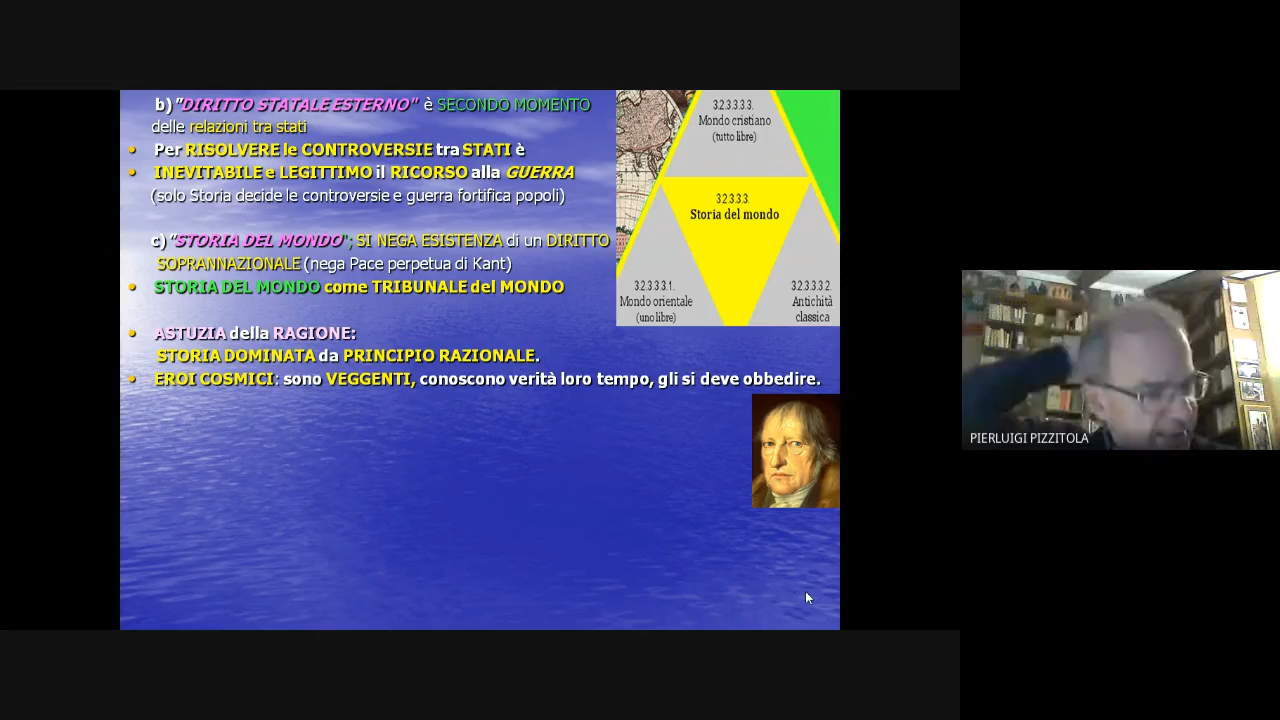 b) "DIRITTO STATALE ESTERNO" è SECONDO MOMENTO
delle relazioni tra stati
• Per RISOLVERE le CONTROVERSIE tra STATI è
• INEVITABILE e LEGITTIMO il RICORSO alla GUERRA
(solo Storia decide le controversie e guerra fortifica popoli)
c) "STORIA DEL MONDO"; SI NEGA ESISTENZA di un DIRITTO
SOPRANNAZIONALE (nega Pace perpetua di Kant)
• STORIA DEL MONDO come TRIBUNALE del MONDO
• ASTUZIA della RAGIONE:
STORIA DOMINATA da PRINCIPIO RAZIONALE.
• EROI COSMICI: sono VEGGENTI, conoscono verità loro tempo, gli si deve obbedire.
3.2.3.3.3.3.
Mondo cristiano
(tutto libre)
3.2.3.3.3.
Storia del mondo
3.2.3.3.3.1.
Mondo orientale
(uno libre)
3.2.3.3.3.2.
Antichità
classica
PIERLUIGI PIZZITOLA